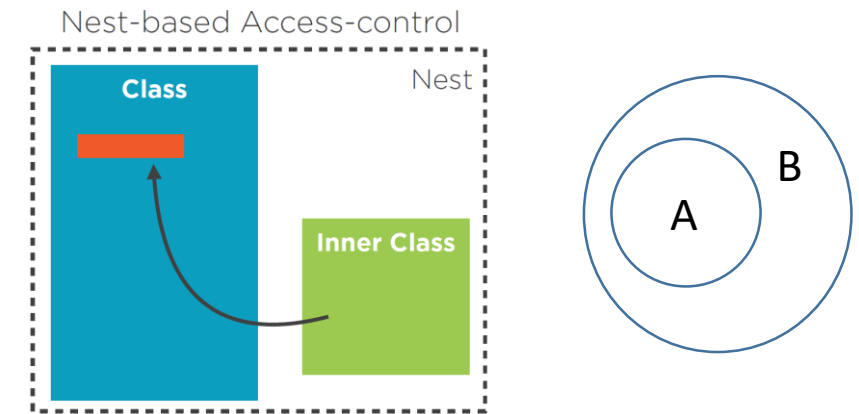 Nest-based Access-control
Class
Nest
Inner Class
B
A